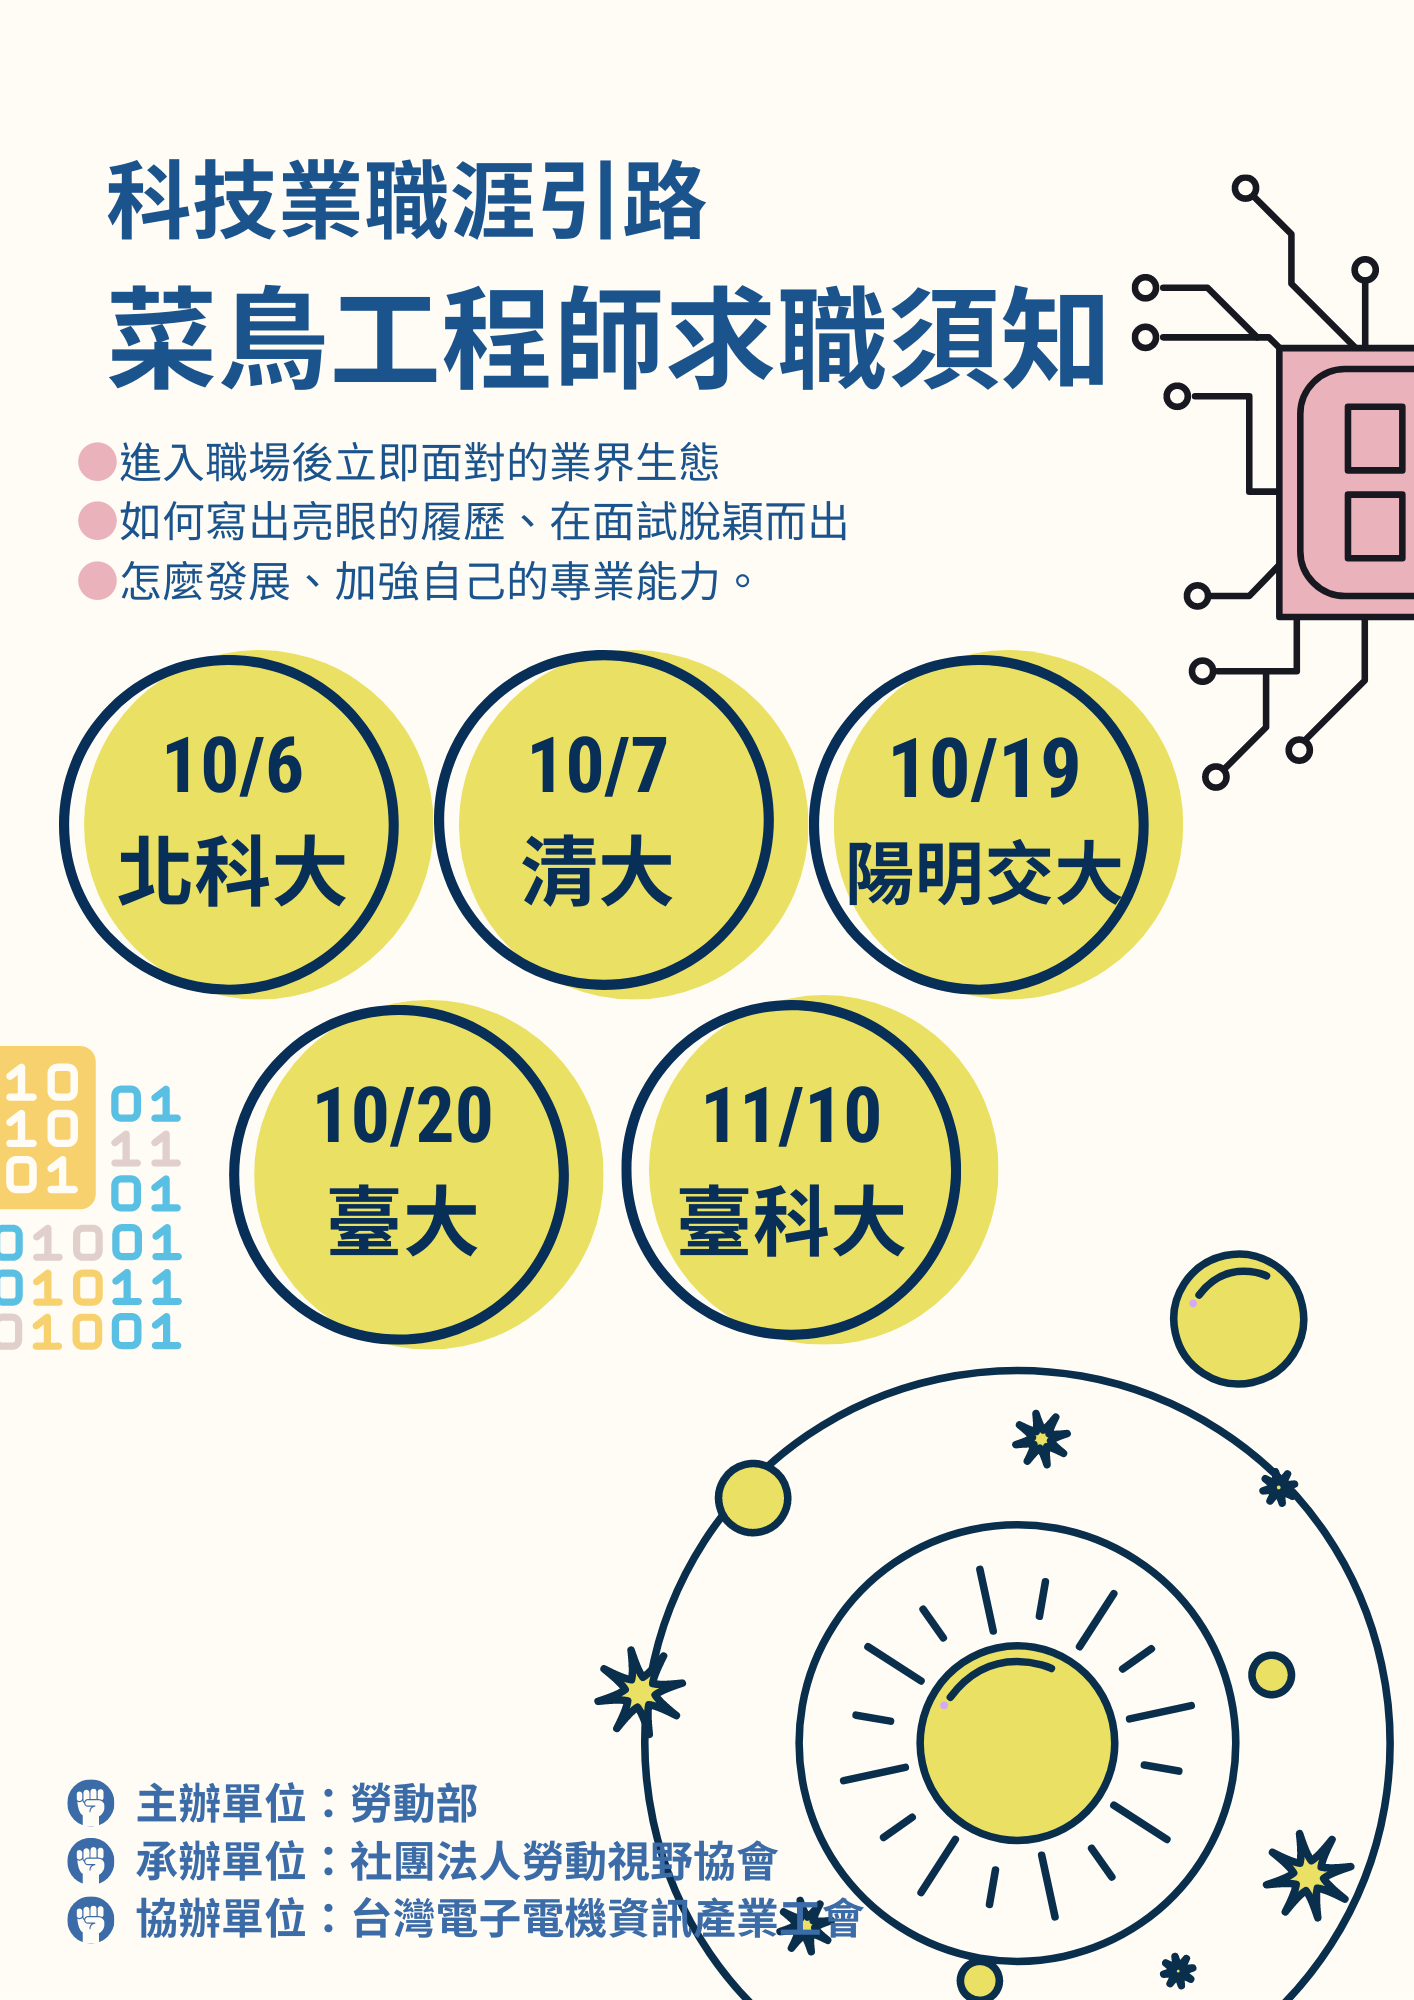 科技業職涯引路
菜鳥工程師求職須知
進入職場後立即面對的業界生態
如何寫出亮眼的履歷、在面試脫穎而出
怎麼發展、加強自己的專業能力。
10/6
北科大
10/7
清大
10/19
陽明交大
10/20
臺大
11/10
臺科大
10
10
01
01
11
01
01001
01011
01001
主辦單位：勞動部
承辦單位：社團法人勞動視野協會
協辦單位：台灣電子電機資訊產業工會